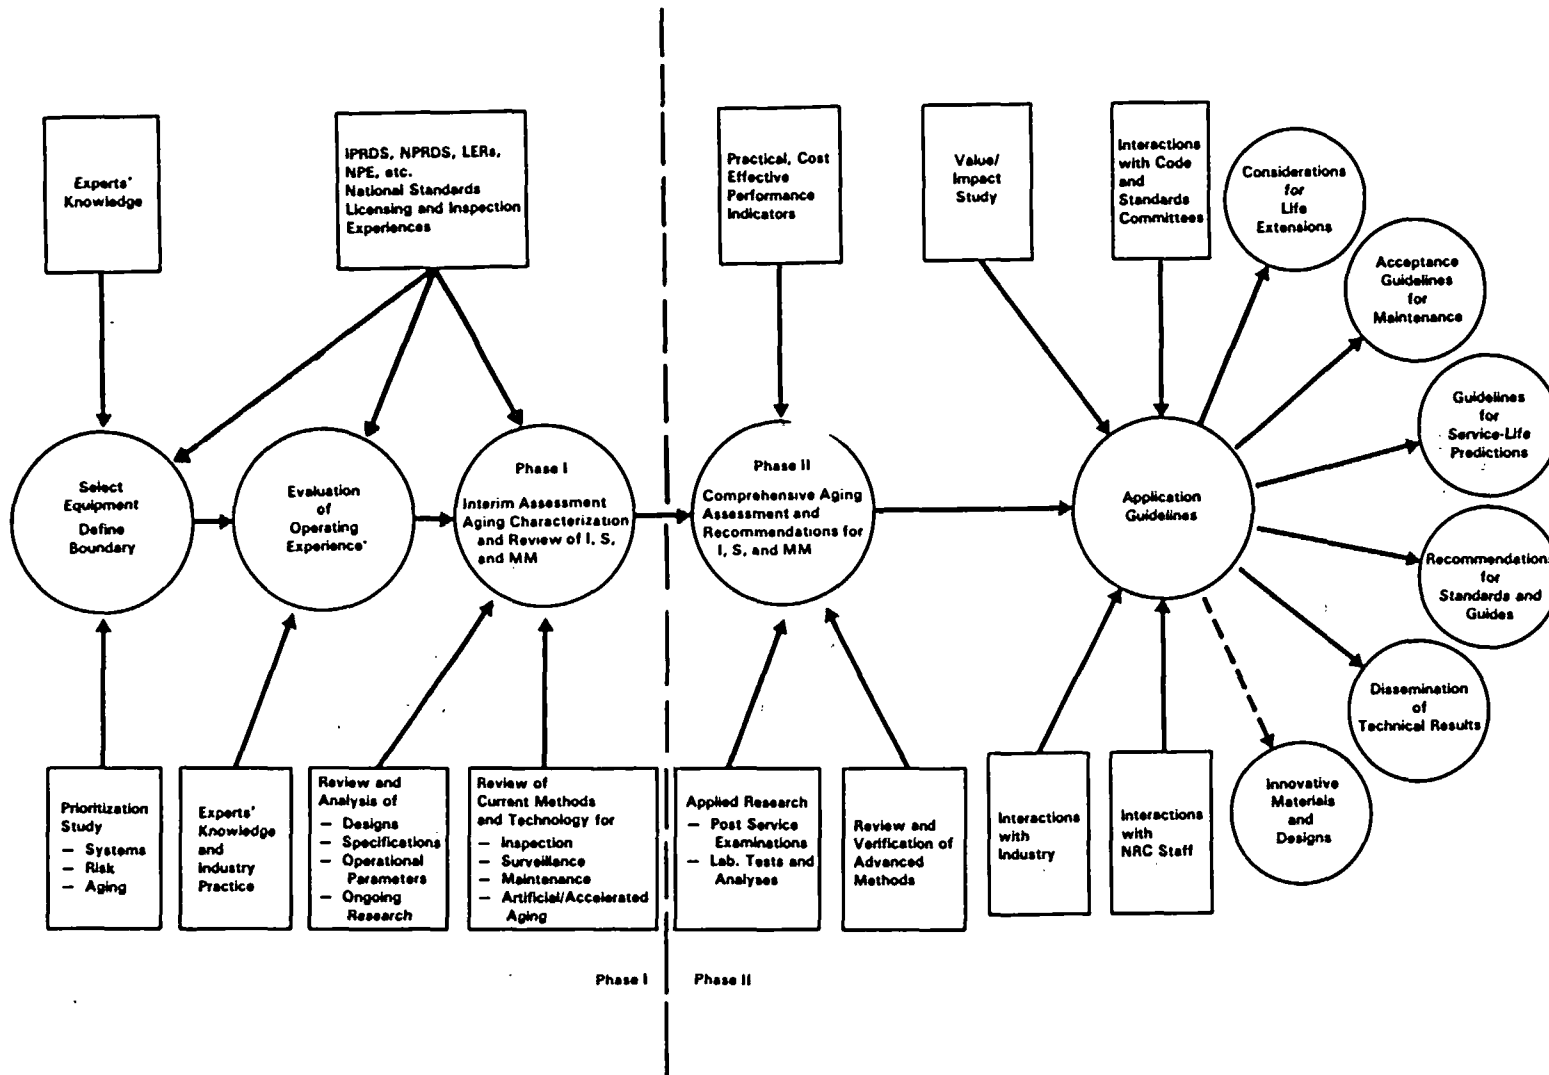 Experts'
Knowledge
IPRDS, NPRDS, LERs,
NPE, etc.
National Standards
Licensing and Inspection
Experiences
Practical, Cost
Effective
Performance
Indicators
Value/
Impact
Study
Interactions
with Code
and
Standards
Committees
Considerations
for
Life
Extensions
Acceptance
Guidelines
for
Maintenance
Guidelines
for
Service-Life
Predictions
Recommendations
for
Standards and
Guides
Dissemination
of
Technical Results
Innovative
Materials
and
Designs
Select
Equipment
Define
Boundary
Evaluation
of
Operating
Experience*
Phase I
Interim Assessment
Aging Characterization
and Review of I, S,
and MM
Phase II
Comprehensive Aging
Assessment and
Recommendations for
I, S, and MM
Application
Guidelines
Prioritization
Study
— Systems
— Risk
— Aging
Experts'
Knowledge
and
Industry
Practice
Review and
Analysis of
— Designs
— Specifications
— Operational
Parameters
— Ongoing
Research
Review of
Current Methods
and Technology for
— Inspection
— Surveillance
— Maintenance
— Artificial/Accelerated
Aging
Applied Research
— Post Service
Examinations
— Lab. Tests and
Analyses
Review and
Verification of
Advanced
Methods
Interactions
with
Industry
Interactions
with
NRC Staff
Phase I
Phase II